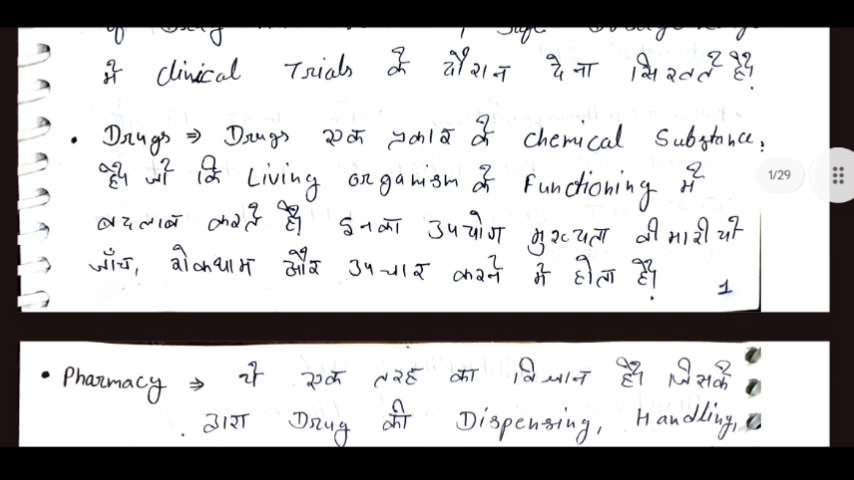 में clinical Trials के दौरान देना सिखते है।
• Drugs ⇒ Drugs एक प्रकार के chemical Substance
है। जो कि Living organism के Functioning में
1/29
बदलाव करते है। इनका उपयोग मुख्यता बीमारीयो
जाँच, रोकथाम और उपचार करने में होता है।
1
• Pharmacy ⇒ ये एक तरह का विज्ञान है। जिसके
द्वारा Drug की Dispensing, Handling,